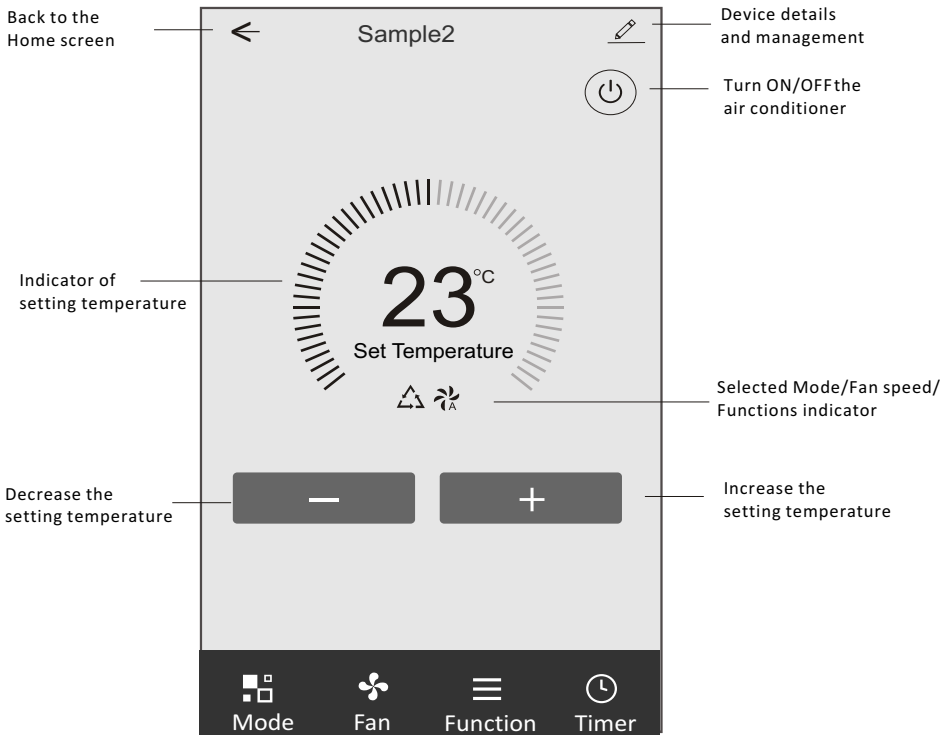 Back to the
Home screen
Sample2
Device details
and management
Turn ON/OFF the
air conditioner
Indicator of
setting temperature
23°C
Set Temperature
A
Selected Mode/Fan speed/
Functions indicator
Decrease the
setting temperature
Increase the
setting temperature
Mode Fan Function Timer